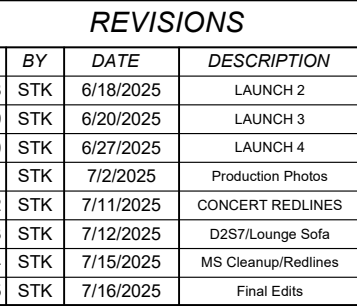 REVISIONS
BY DATE DESCRIPTION
STK 6/18/2025 LAUNCH 2
STK 6/20/2025 LAUNCH 3
STK 6/27/2025 LAUNCH 4
STK 7/2/2025 Production Photos
STK 7/11/2025 CONCERT REDLINES
STK 7/12/2025 D2S7/Lounge Sofa
STK 7/15/2025 MS Cleanup/Redlines
STK 7/16/2025 Final Edits